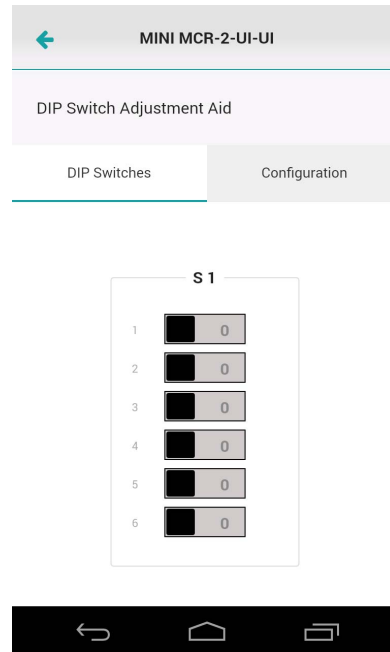 MINI MCR-2-UI-UI
DIP Switch Adjustment Aid
DIP Switches Configuration
S 1
1 0
2 0
3 0
4 0
5 0
6 0